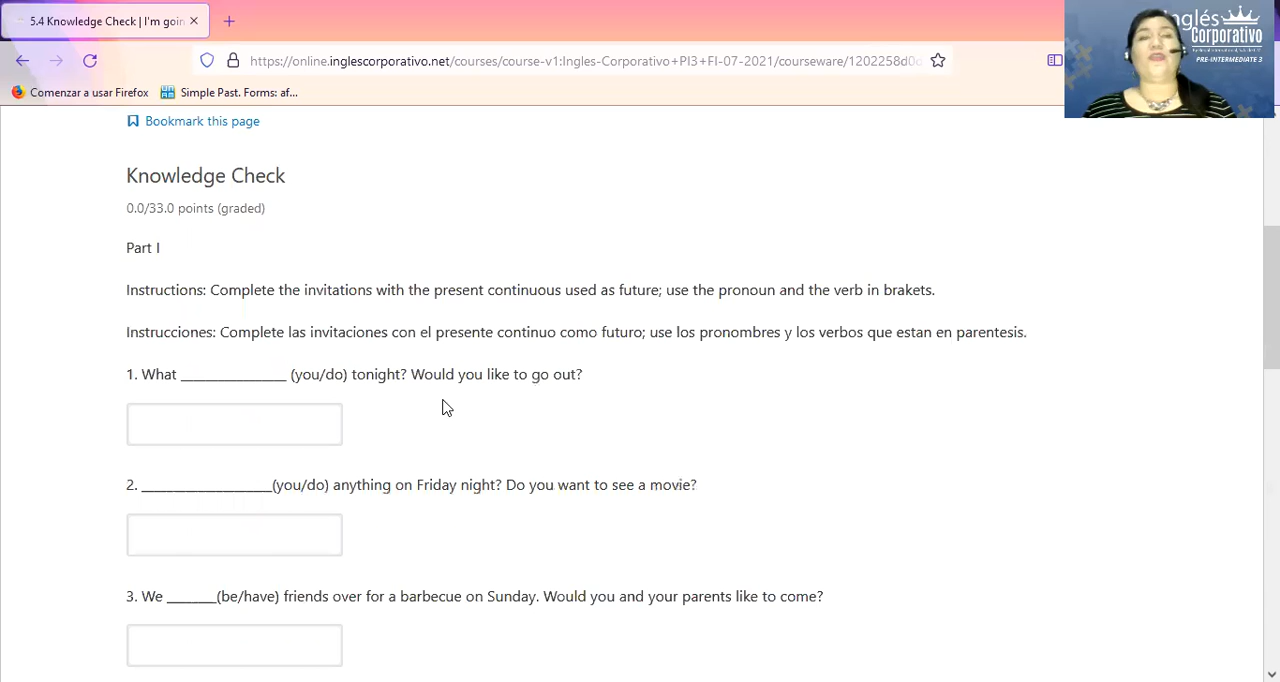 5.4 Knowledge Check | I'm goin
https://online.inglescorporativo.net/courses/course-v1:Ingles-Corporativo+PI3+FI-07-2021/courseware/1202258d0d
Comenzar a usar Firefox
Simple Past. Forms: af...
Inglés
Corporativo
PRE-INTERMEDIATE 3
Bookmark this page
Knowledge Check
0.0/33.0 points (graded)
Part I
Instructions: Complete the invitations with the present continuous used as future; use the pronoun and the verb in brakets.
Instrucciones: Complete las invitaciones con el presente continuo como futuro; use los pronombres y los verbos que estan en parentesis.
1. What ________________ (you/do) tonight? Would you like to go out?
2. ____________________(you/do) anything on Friday night? Do you want to see a movie?
3. We _______(be/have) friends over for a barbecue on Sunday. Would you and your parents like to come?